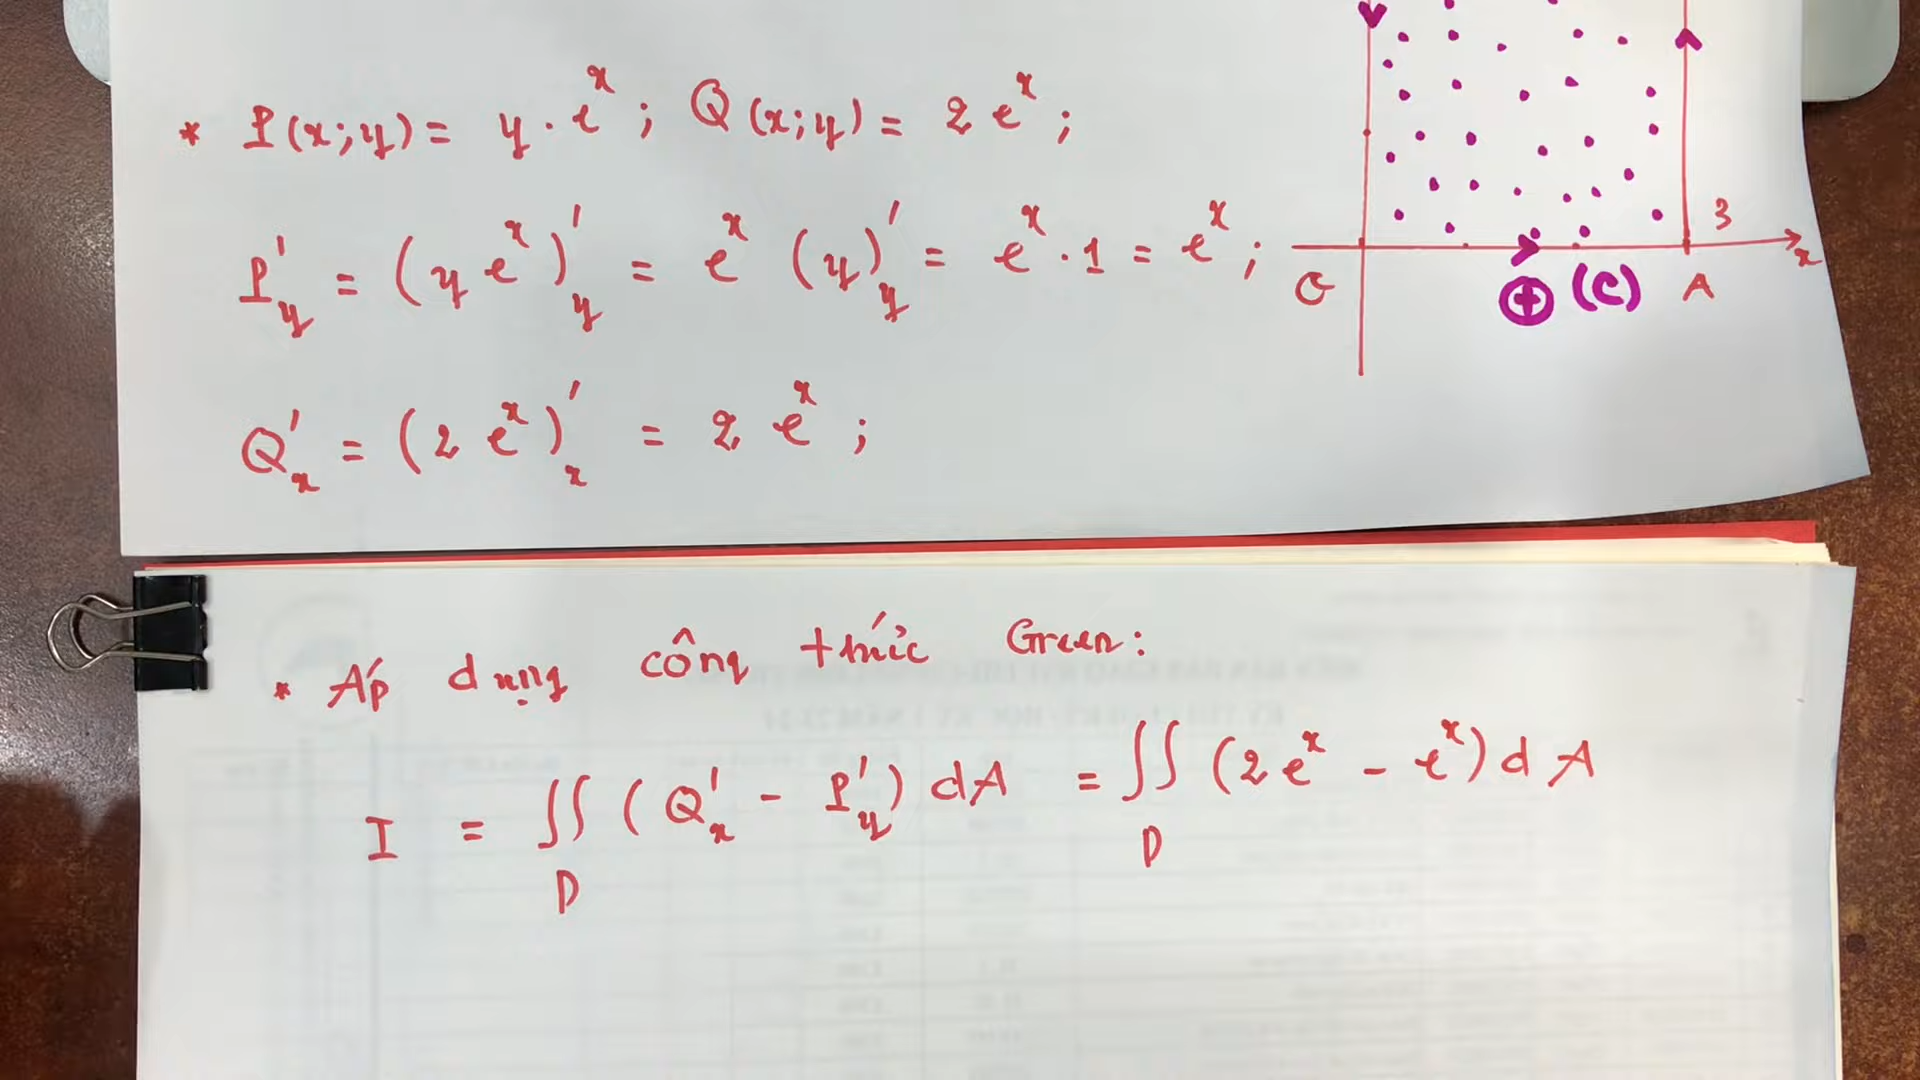 * P(x;y) = y . e^x ; Q(x;y) = 2 e^x ;
P'_y = (y e^x)'_y = e^x (y)'_y = e^x . 1 = e^x ;
Q'_x = (2 e^x)'_x = 2 e^x ;
3
x
O
⊕ (C)
A
* Áp dụng công thức Green:
I = ∬_D (Q'_x - P'_y) dA = ∬_D (2 e^x - e^x) dA